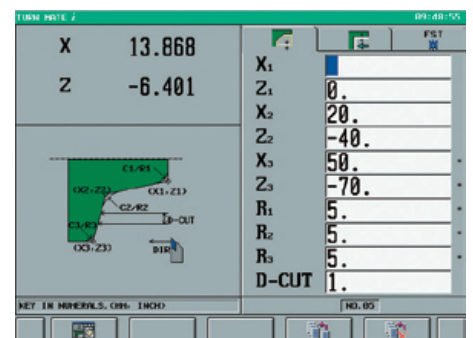 TURN MATE i 09:48:55
X 13.868
Z -6.401
FST
X1
Z1 0.
X2 20.
Z2 -40.
X3 50.
Z3 -70.
R1 5.
R2 5.
R3 5.
D-CUT 1.
C1/R1
(X2,Z2) (X1,Z1)
C2/R2
C3/R3 D-CUT
(X3,Z3) DIR
KEY IN NUMERALS. (MM, INCH) NO.05